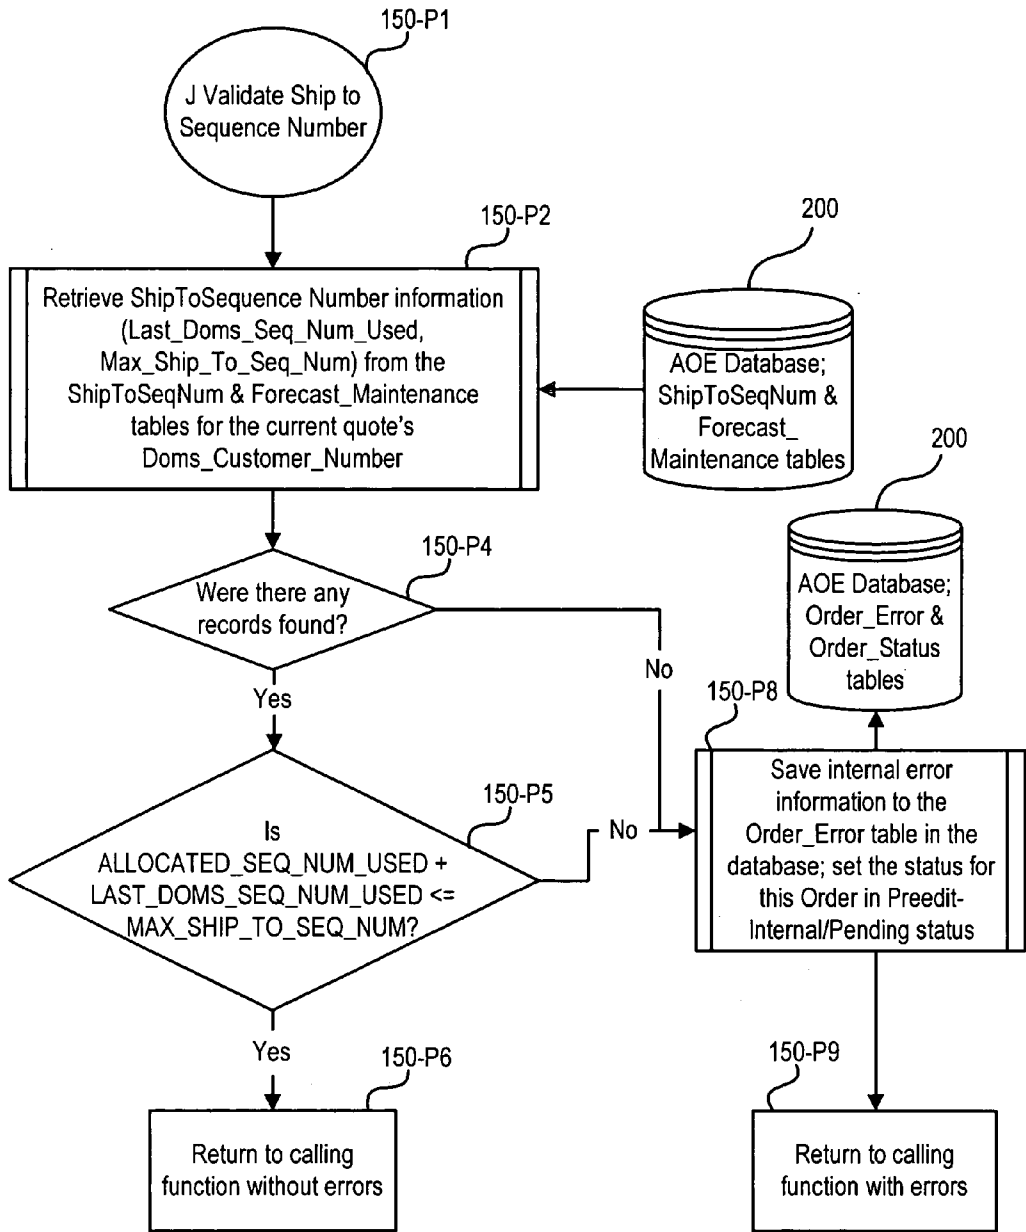 150-P1
J Validate Ship to
Sequence Number
150-P2
Retrieve ShipToSequence Number information
(Last_Doms_Seq_Num_Used,
Max_Ship_To_Seq_Num) from the
ShipToSeqNum & Forecast_Maintenance
tables for the current quote's
Doms_Customer_Number
200
AOE Database;
ShipToSeqNum &
Forecast_
Maintenance tables
200
AOE Database;
Order_Error &
Order_Status
tables
150-P4
Were there any
records found?
No
Yes
150-P5
Is
ALLOCATED_SEQ_NUM_USED +
LAST_DOMS_SEQ_NUM_USED <=
MAX_SHIP_TO_SEQ_NUM?
No
150-P8
Save internal error
information to the
Order_Error table in the
database; set the status for
this Order in Preedit-
Internal/Pending status
Yes
150-P6
Return to calling
function without errors
150-P9
Return to calling
function with errors